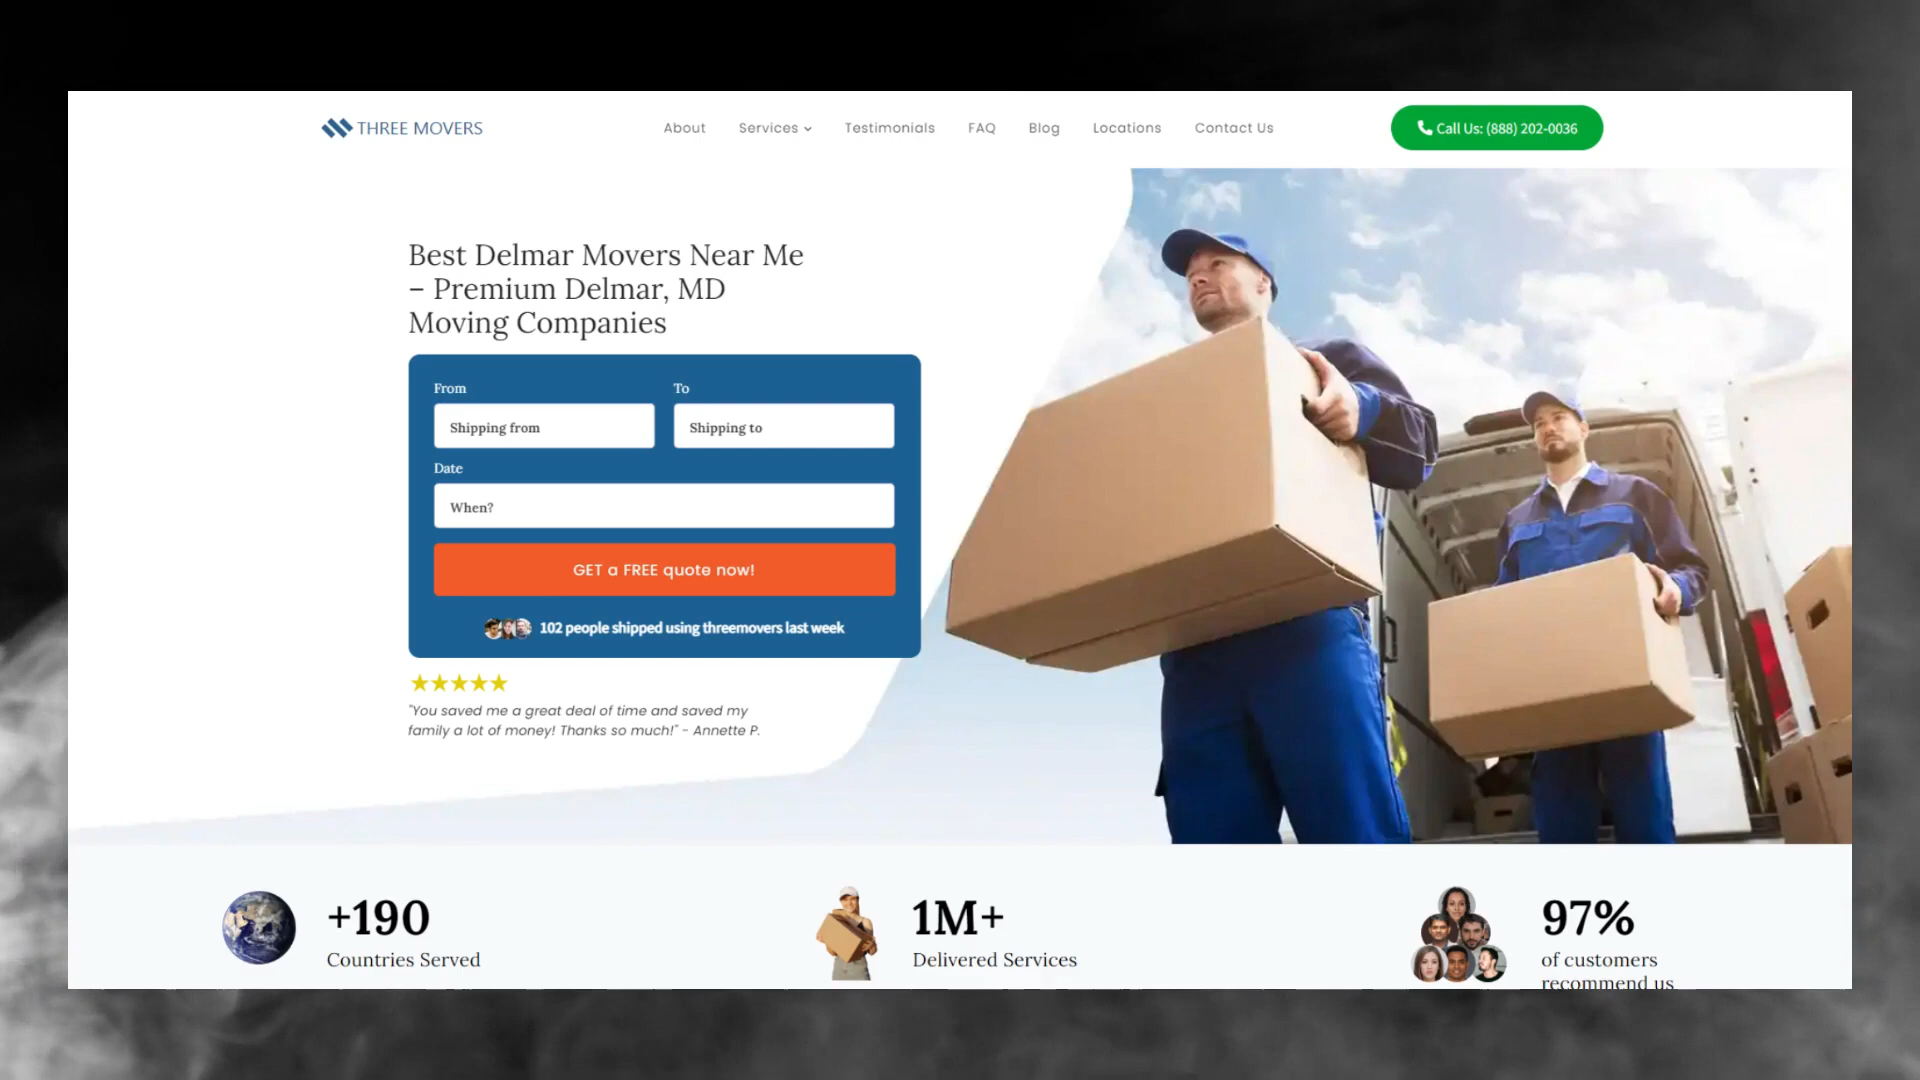 THREE MOVERS
About
Services
Testimonials
FAQ
Blog
Locations
Contact Us
Call Us: (888) 202-0036
Best Delmar Movers Near Me
– Premium Delmar, MD
Moving Companies
From
To
Shipping from
Shipping to
Date
When?
GET a FREE quote now!
102 people shipped using threemovers last week
"You saved me a great deal of time and saved my
family a lot of money! Thanks so much!" - Annette P.
+190
Countries Served
1M+
Delivered Services
97%
of customers
recommend us